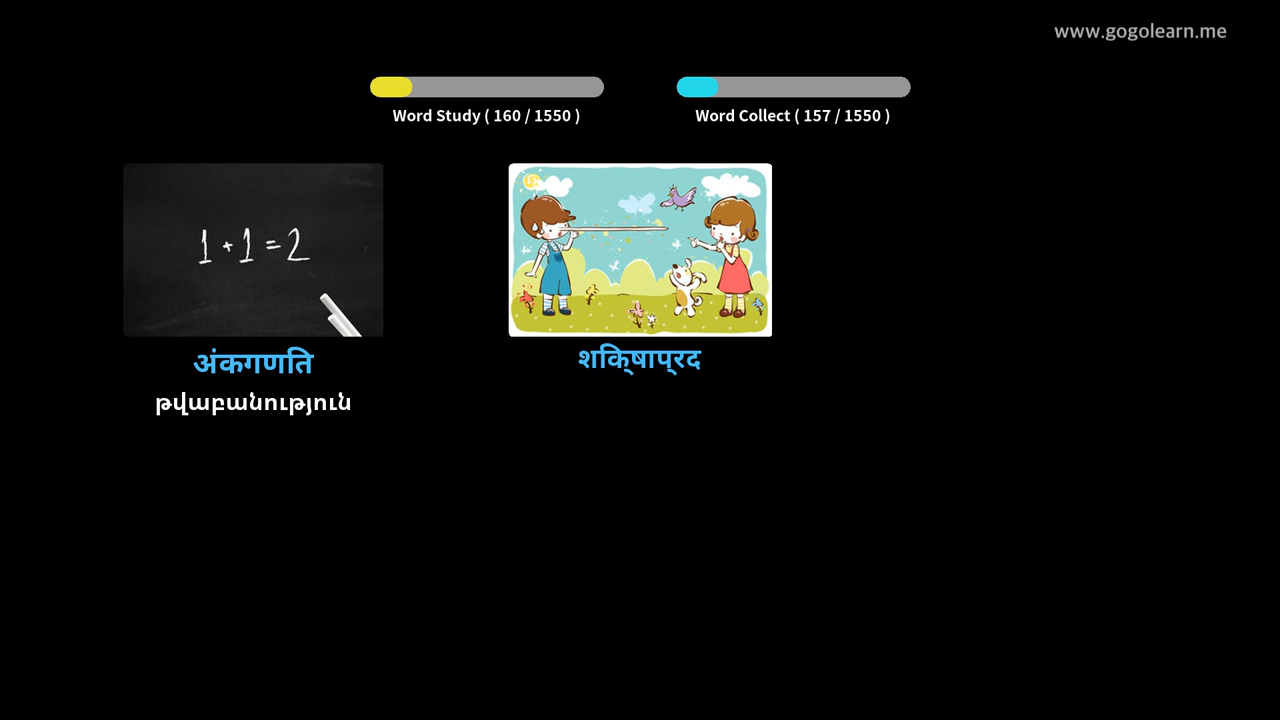 www.gogolearn.me
Word Study ( 160 / 1550 )
Word Collect ( 157 / 1550 )
1 + 1 = 2
अंकगणति
թվաբանություն
शकि्षाप्रद